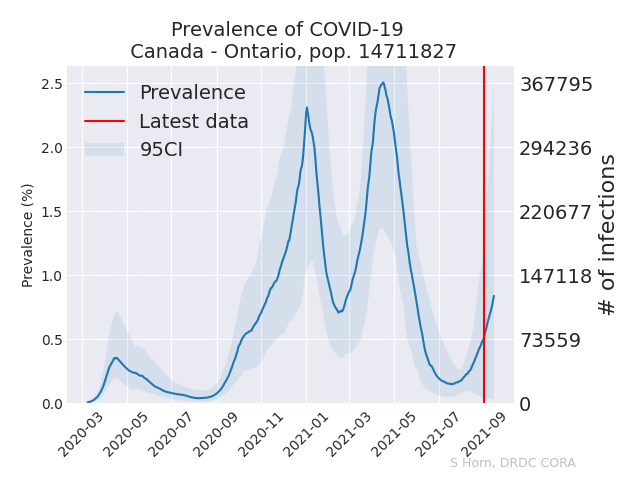 Prevalence of COVID-19
Canada - Ontario, pop. 14711827
Prevalence
Latest data
95CI
Prevalence (%)
2.5
2.0
1.5
1.0
0.5
0.0
367795
294236
220677
147118
73559
0
# of infections
2020-03
2020-05
2020-07
2020-09
2020-11
2021-01
2021-03
2021-05
2021-07
2021-09
S Horn, DRDC CORA